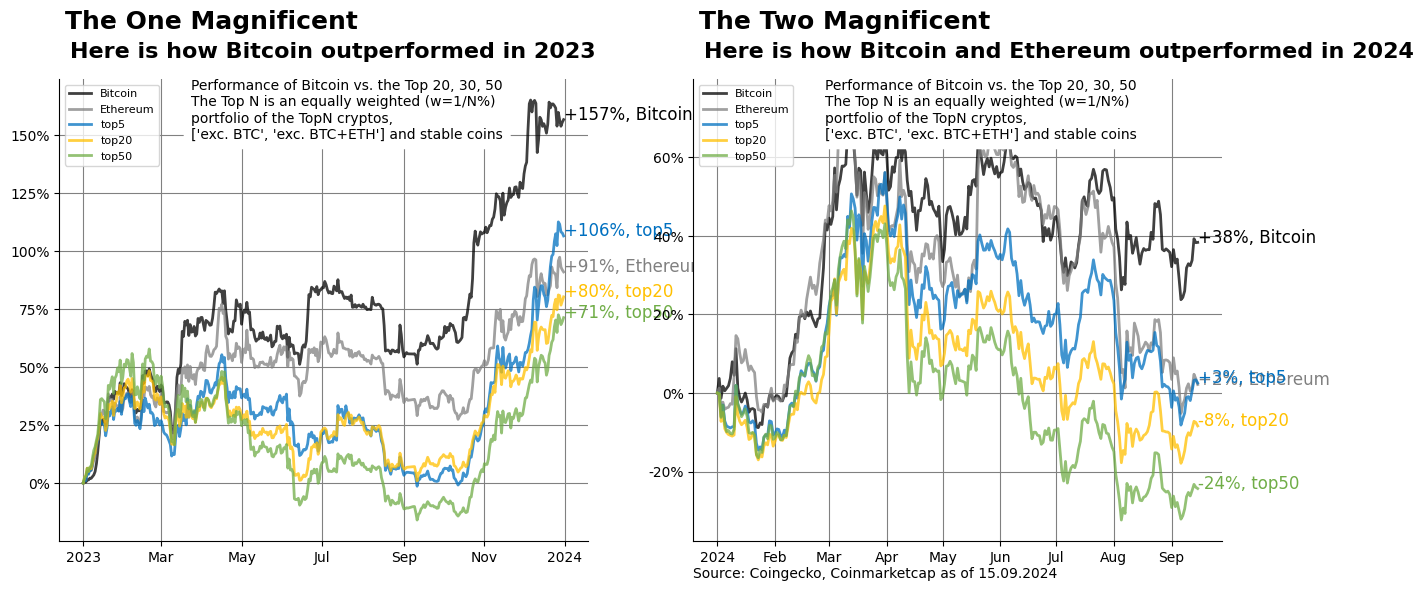 The One Magnificent
Here is how Bitcoin outperformed in 2023
Bitcoin
Ethereum
top5
top20
top50
Performance of Bitcoin vs. the Top 20, 30, 50
The Top N is an equally weighted (w=1/N%)
portfolio of the TopN cryptos,
['exc. BTC', 'exc. BTC+ETH'] and stable coins
150%
125%
100%
75%
50%
25%
0%
+157%, Bitcoin
+106%, top5
+91%, Ethereum
+80%, top20
+71%, top50
2023
Mar
May
Jul
Sep
Nov
2024
The Two Magnificent
Here is how Bitcoin and Ethereum outperformed in 2024
Bitcoin
Ethereum
top5
top20
top50
Performance of Bitcoin vs. the Top 20, 30, 50
The Top N is an equally weighted (w=1/N%)
portfolio of the TopN cryptos,
['exc. BTC', 'exc. BTC+ETH'] and stable coins
60%
40%
20%
0%
-20%
+38%, Bitcoin
+3%, top5
Ethereum
-8%, top20
-24%, top50
2024
Feb
Mar
Apr
May
Jun
Jul
Aug
Sep
Source: Coingecko, Coinmarketcap as of 15.09.2024